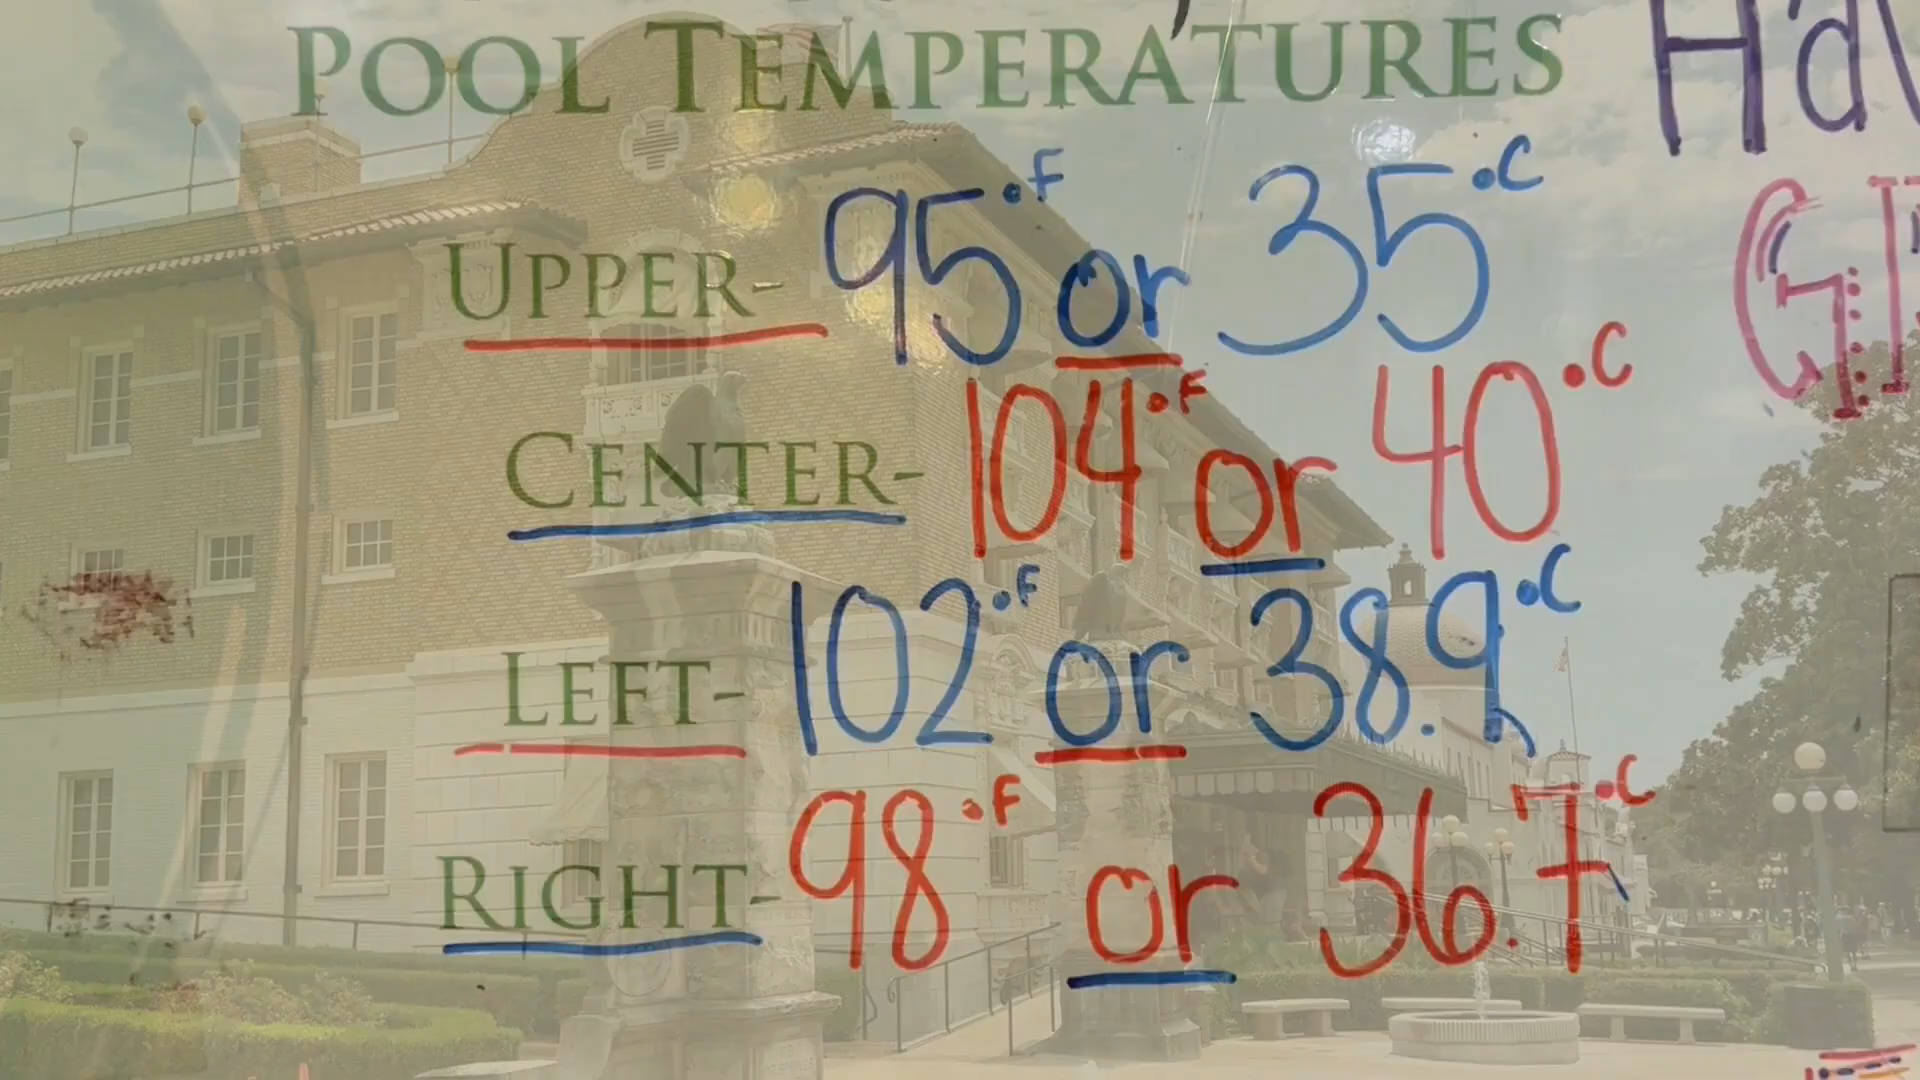 POOL TEMPERATURES
UPPER- 95°F or 35°C
CENTER- 104°F or 40°C
LEFT- 102°F or 38.9°C
RIGHT- 98°F or 36.7°C